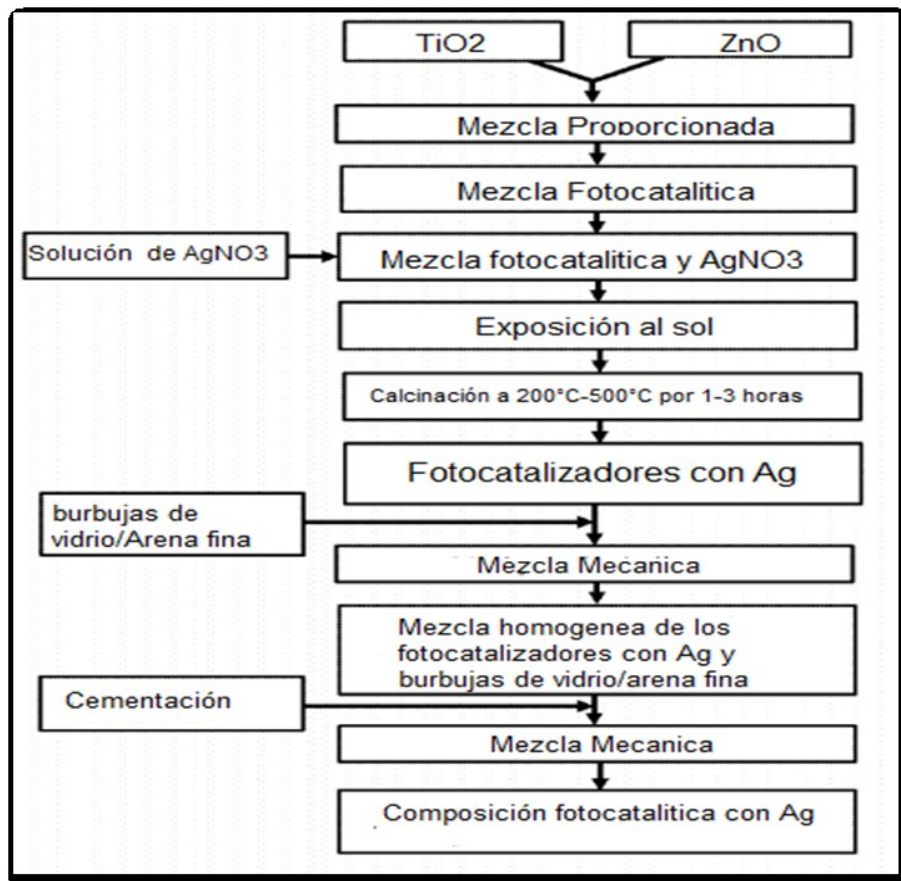 TiO2
ZnO
Mezcla Proporcionada
Mezcla Fotocatalitica
Solución de AgNO3
Mezcla fotocatalitica y AgNO3
Exposición al sol
Calcinación a 200°C-500°C por 1-3 horas
Fotocatalizadores con Ag
burbujas de
vidrio/Arena fina
Mezcla Mecanica
Mezcla homogenea de los
fotocatalizadores con Ag y
burbujas de vidrio/arena fina
Cementación
Mezcla Mecanica
Composición fotocatalitica con Ag